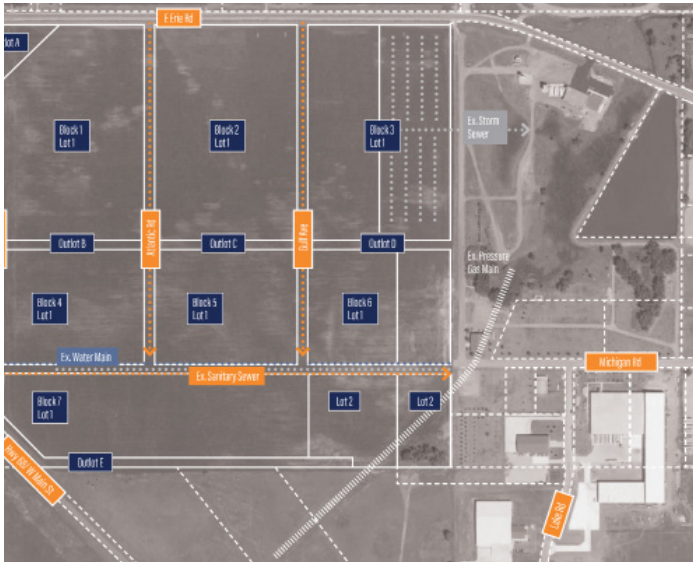 E Erie Rd
Outlot A
Block 1
Lot 1
Block 2
Lot 1
Block 3
Lot 1
Ex. Storm
Sewer
Atlantic Rd
Gulf Ave
Outlot B
Outlot C
Outlot D
Ex. Pressure
Gas Main
Block 4
Lot 1
Block 5
Lot 1
Block 6
Lot 1
Ex. Water Main
Michigan Rd
Ex. Sanitary Sewer
Block 7
Lot 1
Lot 2
Lot 2
Outlot E
W Main St
Lake Rd